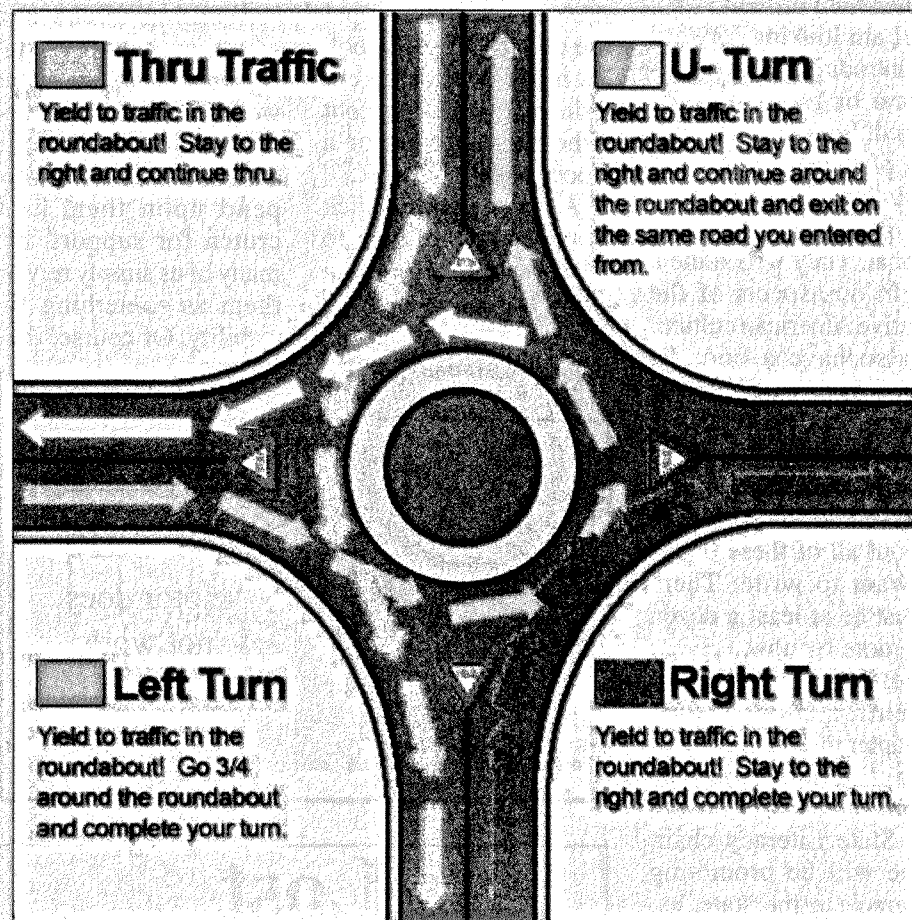 Thru Traffic
Yield to traffic in the
roundabout! Stay to the
right and continue thru.
U- Turn
Yield to traffic in the
roundabout! Stay to the
right and continue around
the roundabout and exit on
the same road you entered
from.
Left Turn
Yield to traffic in the
roundabout! Go 3/4
around the roundabout
and complete your turn.
Right Turn
Yield to traffic in the
roundabout! Stay to the
right and complete your turn.